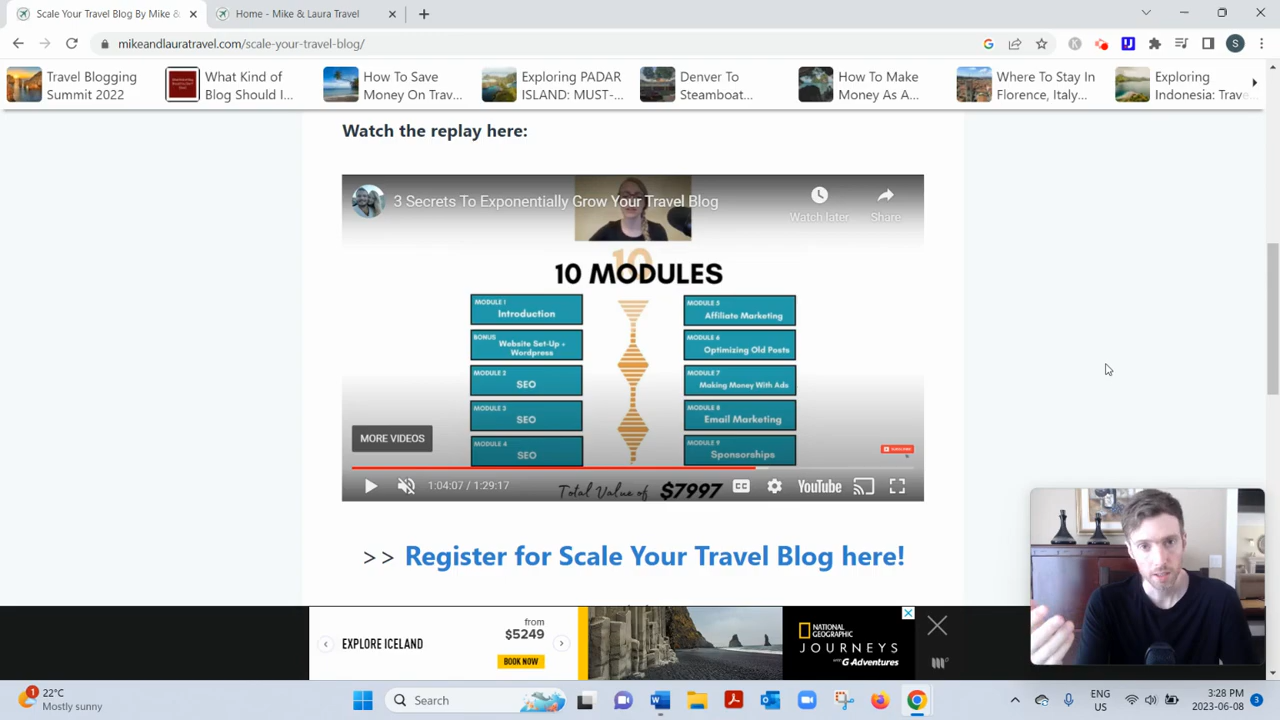 Scale Your Travel Blog By Mike &
Home - Mike & Laura Travel
mikeandlauratravel.com/scale-your-travel-blog/
Travel Blogging
Summit 2022
What Kind of
Blog Should I...
How To Save
Money On Trav...
Exploring PADAR
ISLAND: MUST-...
Denver To
Steamboat...
How To Make
Money As A...
Where To Stay In
Florence, Italy...
Exploring
Indonesia: Trave...
Watch the replay here:
3 Secrets To Exponentially Grow Your Travel Blog
Watch later
Share
10
10 MODULES
MODULE 1
Introduction
BONUS
Website Set-Up +
Wordpress
MODULE 2
SEO
MODULE 3
SEO
MODULE 4
SEO
MODULE 5
Affiliate Marketing
MODULE 6
Optimizing Old Posts
MODULE 7
Making Money With Ads
MODULE 8
Email Marketing
MODULE 9
Sponsorships
MORE VIDEOS
1:04:07 / 1:29:17
Total Value of $7997
CC
YouTube
>> Register for Scale Your Travel Blog here!
EXPLORE ICELAND
from
$5249
BOOK NOW
NATIONAL
GEOGRAPHIC
JOURNEYS
WITH G Adventures
22°C
Mostly sunny
1
Search
ENG
3:28 PM
2023-06-08
3